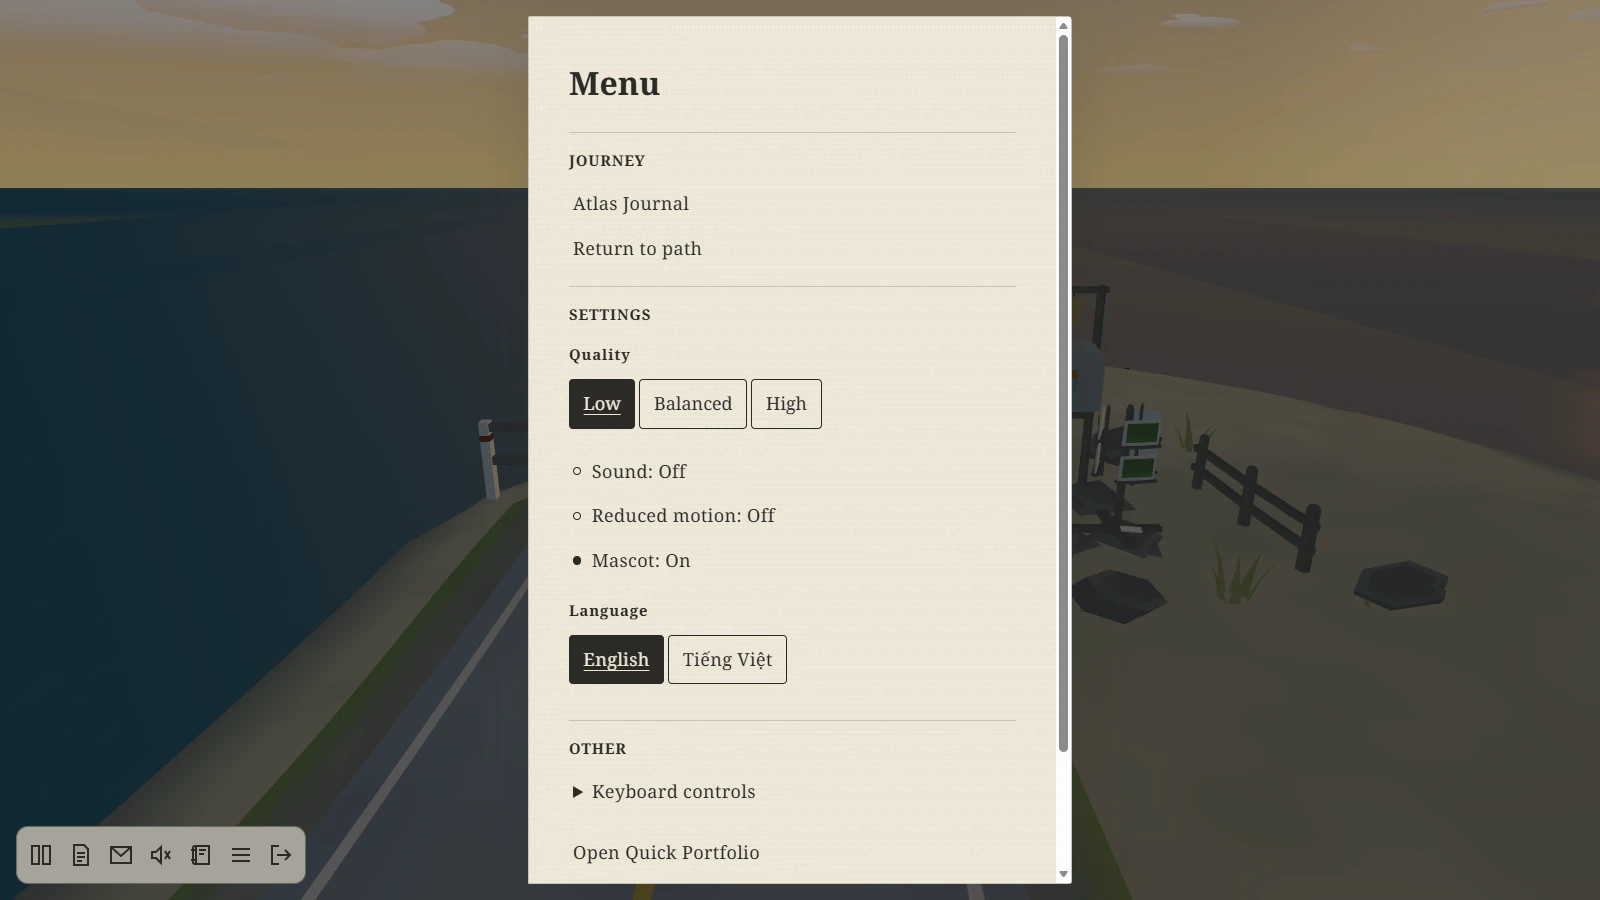 Menu
JOURNEY
Atlas Journal
Return to path
SETTINGS
Quality
Low Balanced High
Sound: Off
Reduced motion: Off
Mascot: On
Language
English Tiếng Việt
OTHER
Keyboard controls
Open Quick Portfolio